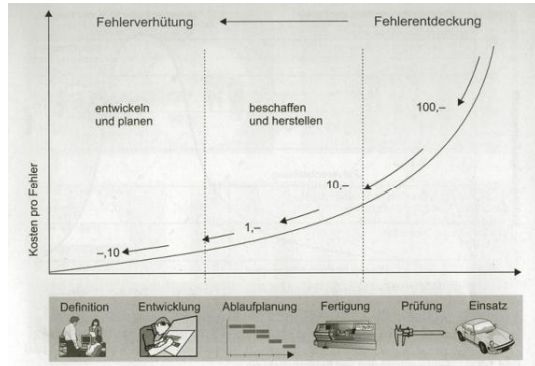 Fehlerverhütung
Fehlerentdeckung
entwickeln
und planen
beschaffen
und herstellen
100,–
10,–
1,–
–,10
Kosten pro Fehler
Definition
Entwicklung
Ablaufplanung
Fertigung
Prüfung
Einsatz